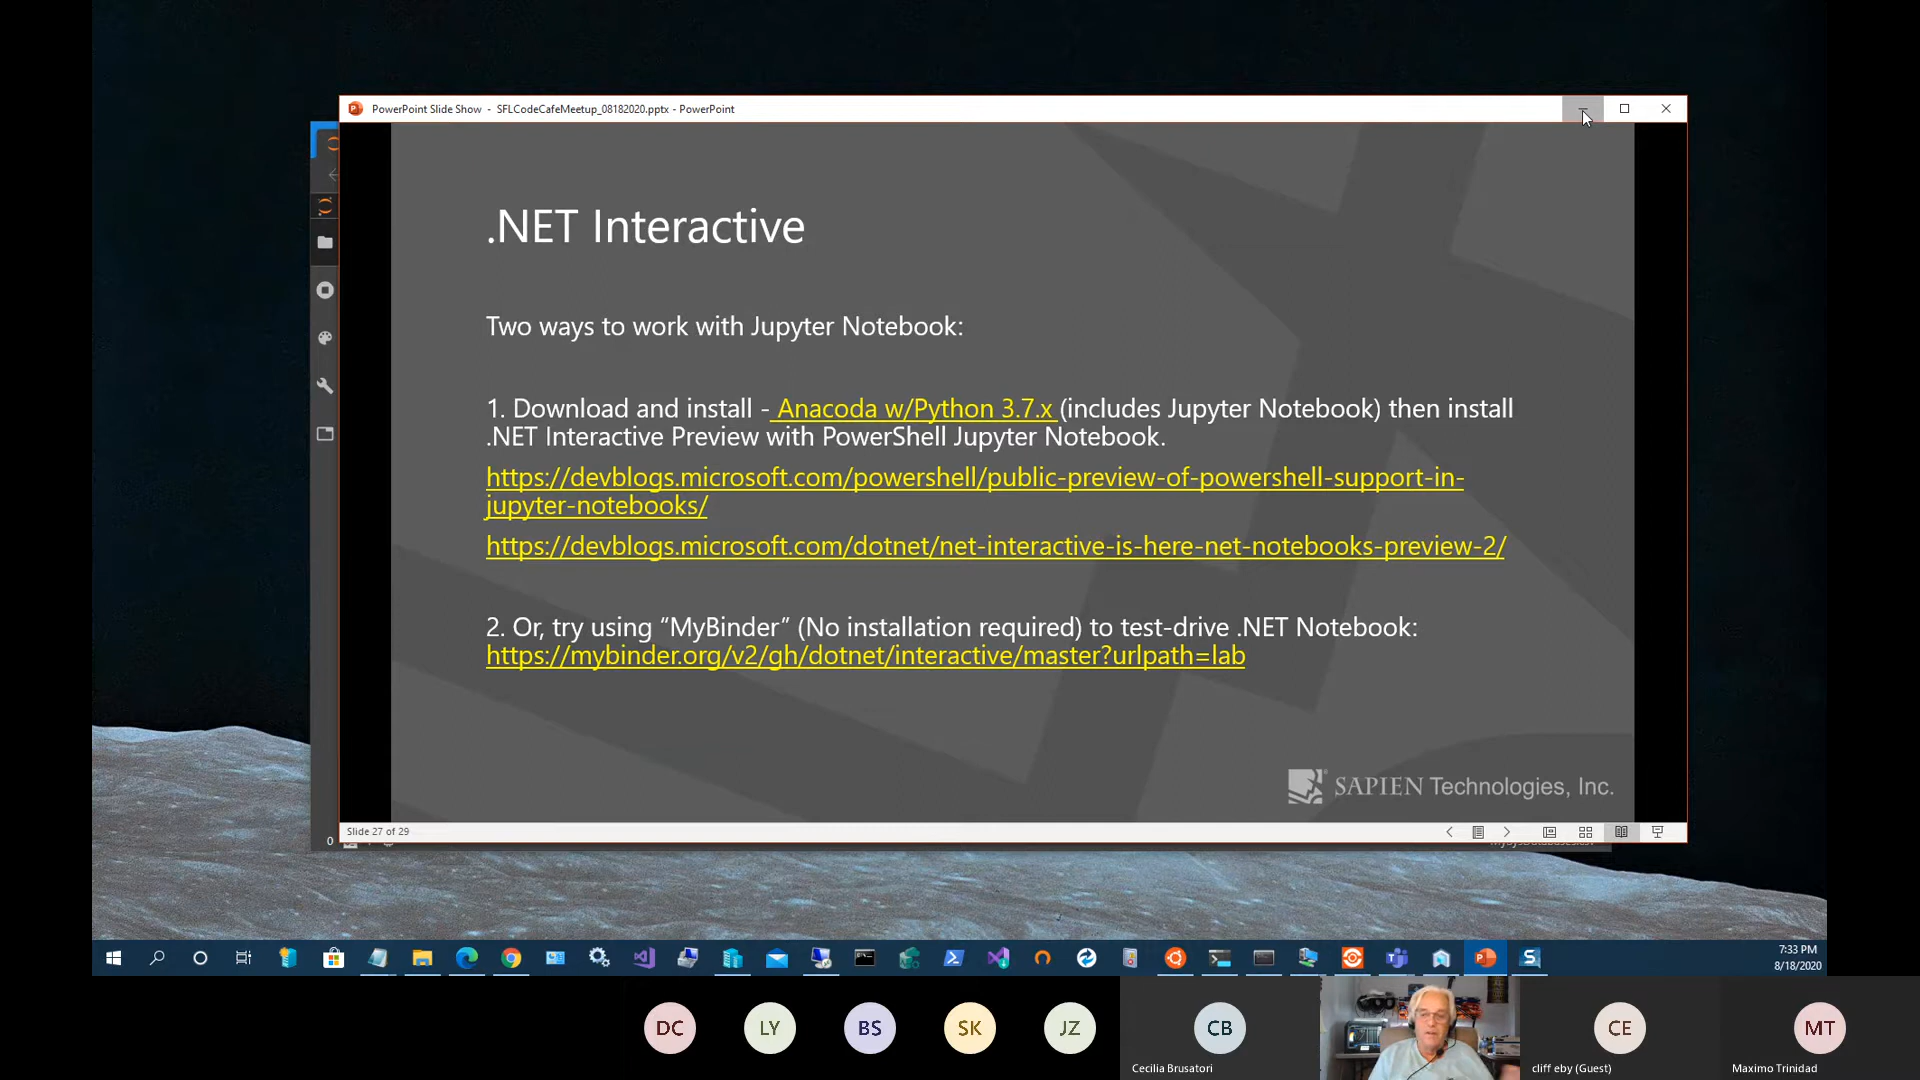 PowerPoint Slide Show - SFLCodeCafeMeetup_08182020.pptx - PowerPoint
.NET Interactive
Two ways to work with Jupyter Notebook:
1. Download and install - Anacoda w/Python 3.7.x (includes Jupyter Notebook) then install
.NET Interactive Preview with PowerShell Jupyter Notebook.
https://devblogs.microsoft.com/powershell/public-preview-of-powershell-support-in-
jupyter-notebooks/
https://devblogs.microsoft.com/dotnet/net-interactive-is-here-net-notebooks-preview-2/
2. Or, try using “MyBinder” (No installation required) to test-drive .NET Notebook:
https://mybinder.org/v2/gh/dotnet/interactive/master?urlpath=lab
SAPIEN Technologies, Inc.
Slide 27 of 29
0
7:33 PM
8/18/2020
DC
LY
BS
SK
JZ
CB
CE
MT
Cecilia Brusatori
cliff eby (Guest)
Maximo Trinidad